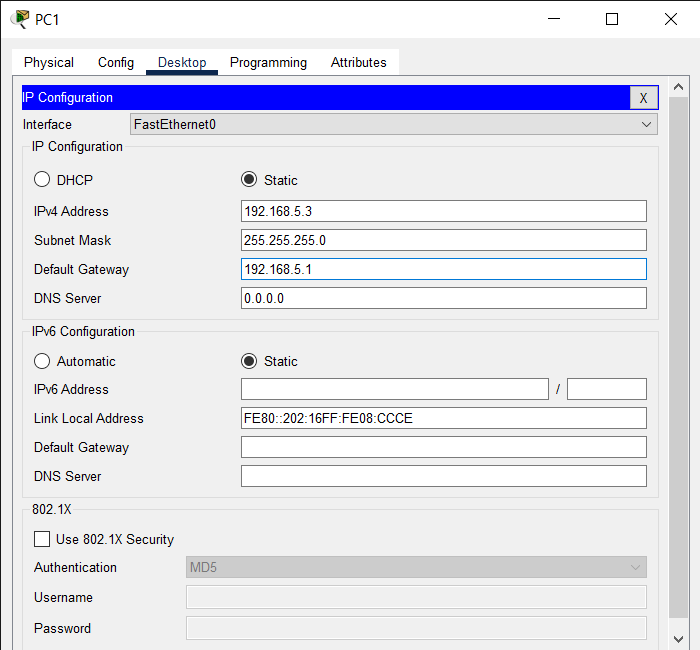 PC1
Physical Config Desktop Programming Attributes
IP Configuration X
Interface FastEthernet0
IP Configuration
DHCP Static
IPv4 Address 192.168.5.3
Subnet Mask 255.255.255.0
Default Gateway 192.168.5.1
DNS Server 0.0.0.0
IPv6 Configuration
Automatic Static
IPv6 Address /
Link Local Address FE80::202:16FF:FE08:CCCE
Default Gateway
DNS Server
802.1X
Use 802.1X Security
Authentication MD5
Username
Password